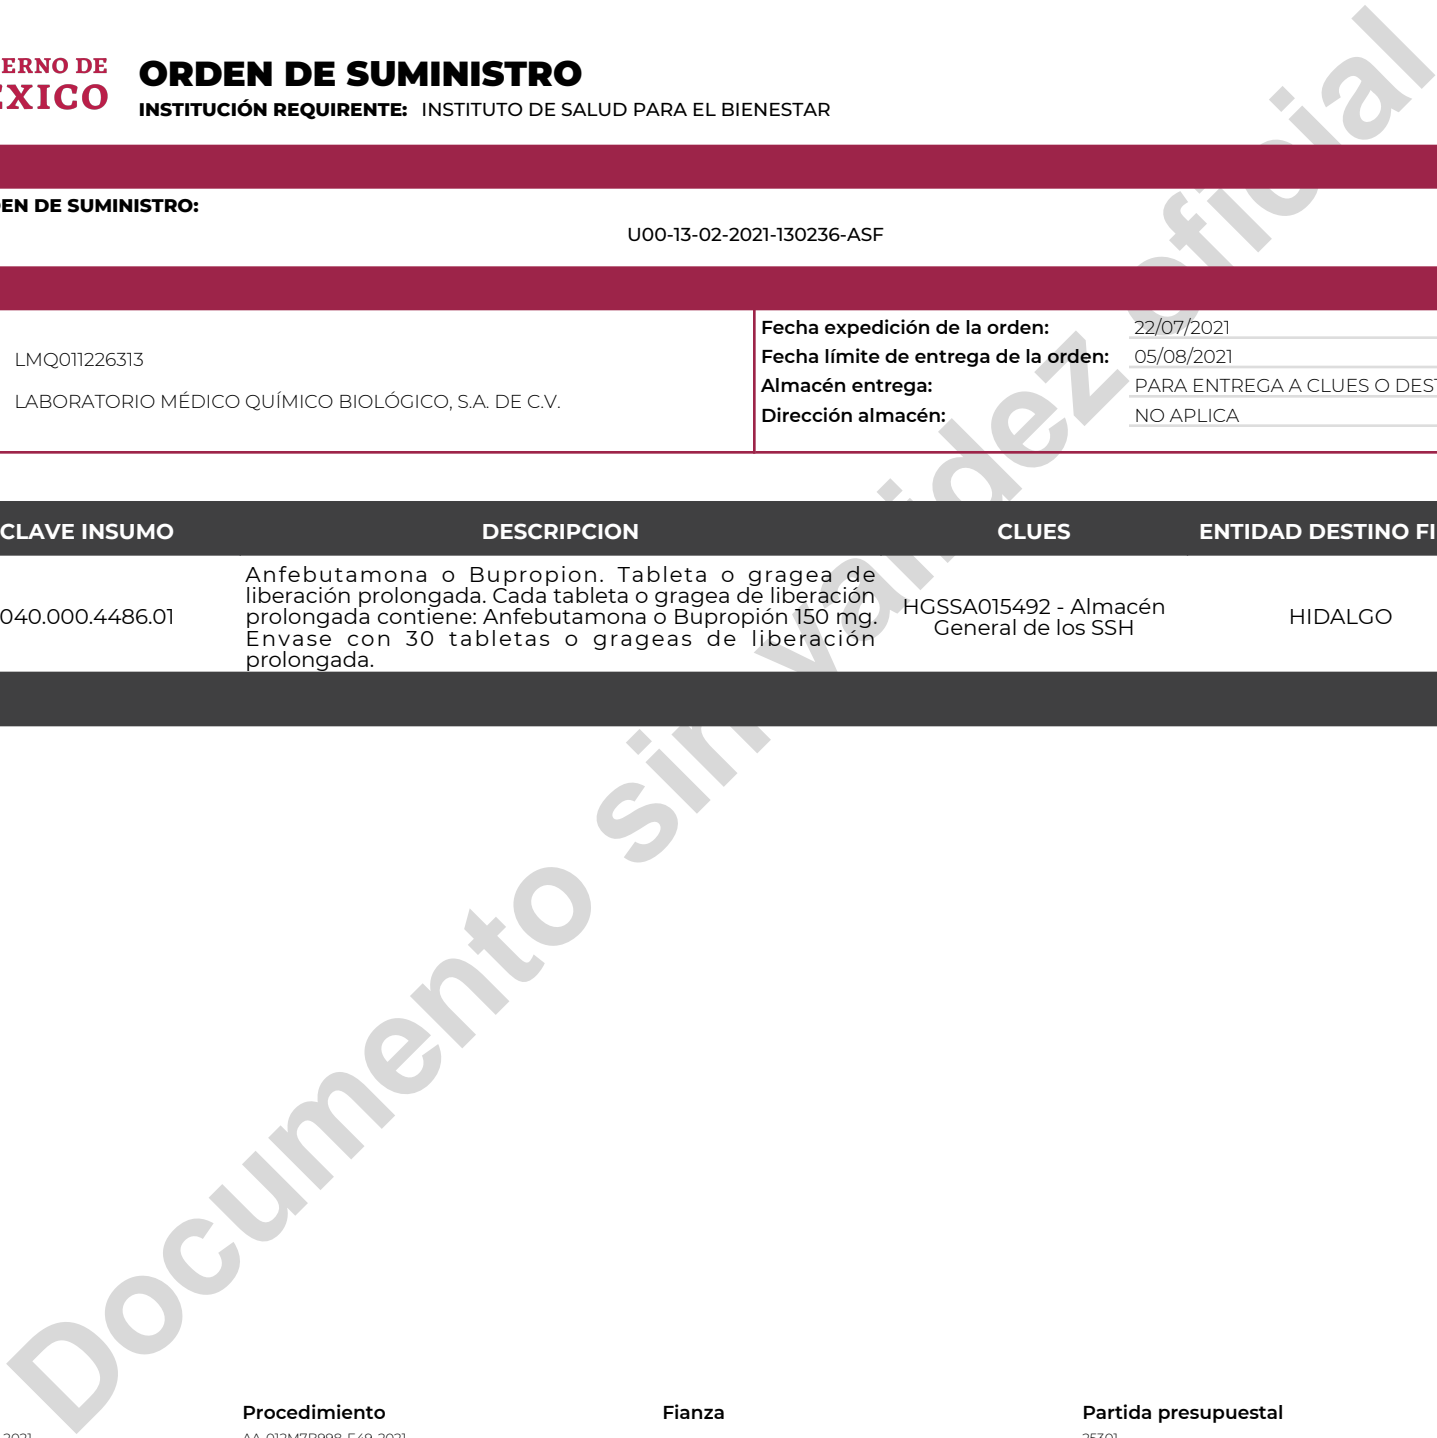 ERNO DE
EXICO
ORDEN DE SUMINISTRO
INSTITUCIÓN REQUIRENTE: INSTITUTO DE SALUD PARA EL BIENESTAR
EN DE SUMINISTRO:
U00-13-02-2021-130236-ASF
LMQ011226313
LABORATORIO MÉDICO QUÍMICO BIOLÓGICO, S.A. DE C.V.
Fecha expedición de la orden: 22/07/2021
Fecha límite de entrega de la orden: 05/08/2021
Almacén entrega: PARA ENTREGA A CLUES O DEST
Dirección almacén: NO APLICA
CLAVE INSUMO DESCRIPCION CLUES ENTIDAD DESTINO FI
040.000.4486.01
Anfebutamona o Bupropion. Tableta o gragea de
liberación prolongada. Cada tableta o gragea de liberación
prolongada contiene: Anfebutamona o Bupropión 150 mg.
Envase con 30 tabletas o grageas de liberación
prolongada.
HGSSA015492 - Almacén
General de los SSH
HIDALGO
Documento sin validez oficial
Procedimiento Fianza Partida presupuestal